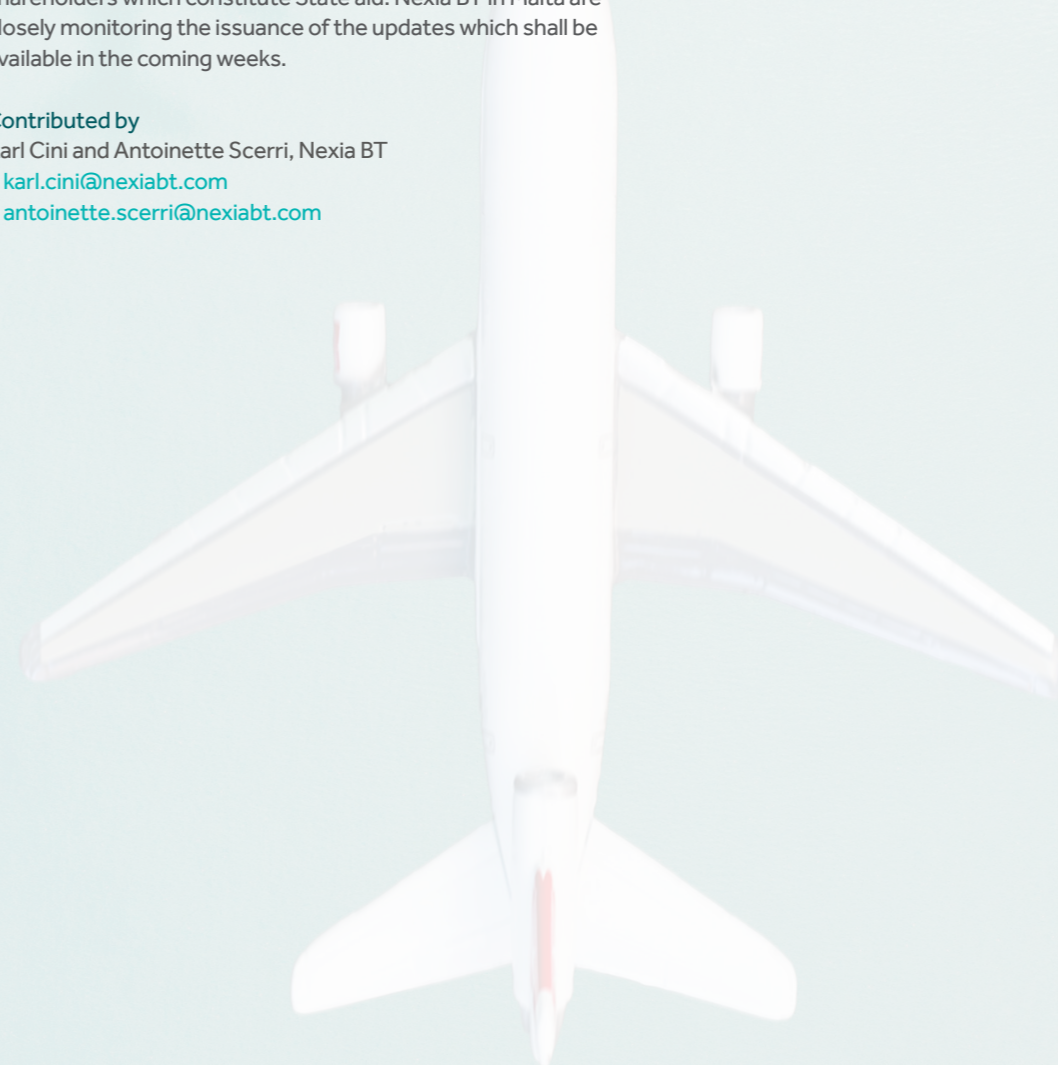 hareholders which constitute State aid. Nexia BT in Malta are
losely monitoring the issuance of the updates which shall be
vailable in the coming weeks.
ontributed by
arl Cini and Antoinette Scerri, Nexia BT
karl.cini@nexiabt.com
antoinette.scerri@nexiabt.com